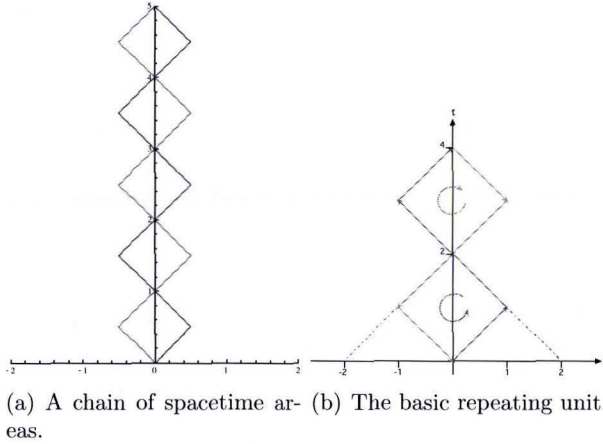 5
4
3
2
1
-2 -1 0 1 2
t
4
2
-2 -1 1 2
(a) A chain of spacetime ar- (b) The basic repeating unit
eas.